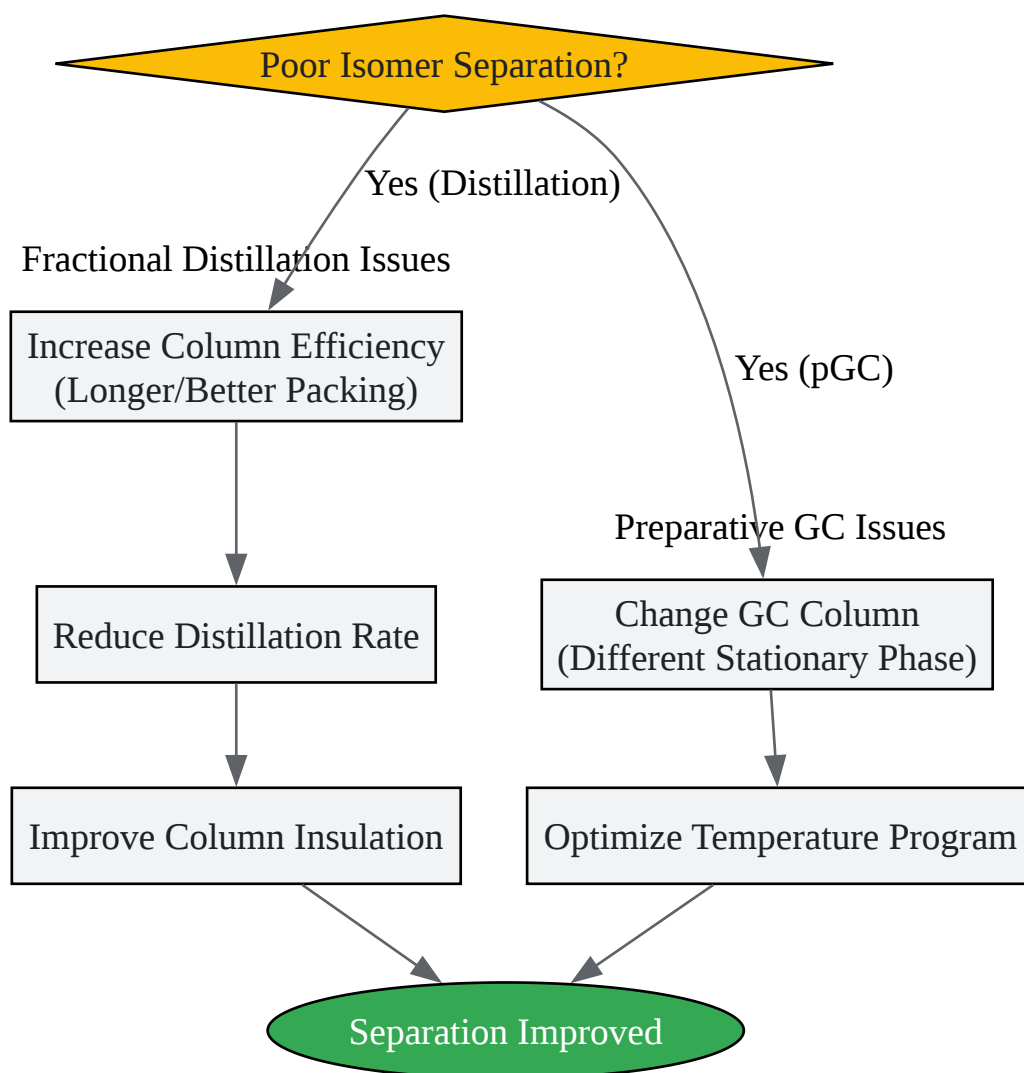 Poor Isomer Separation?
Yes (Distillation)
Fractional Distillation Issues
Increase Column Efficiency
(Longer/Better Packing)
Yes (pGC)
Preparative GC Issues
Reduce Distillation Rate
Change GC Column
(Different Stationary Phase)
Improve Column Insulation
Optimize Temperature Program
Separation Improved